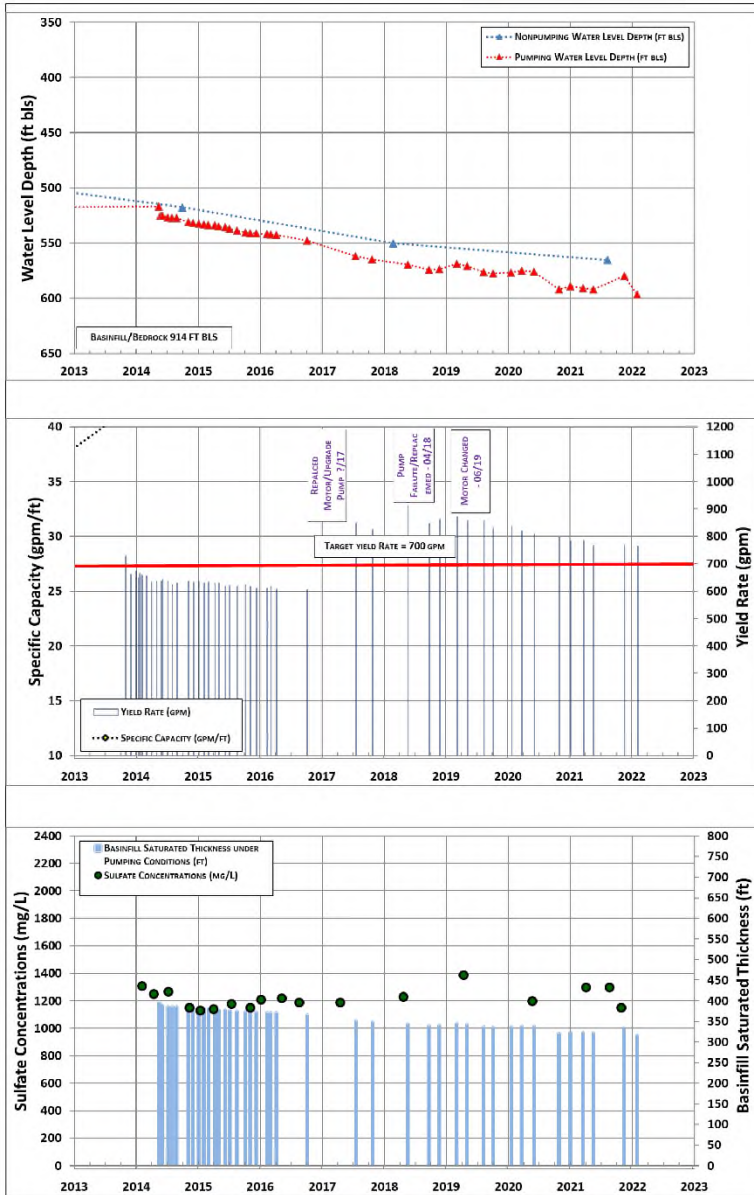 350
400
450
500
550
600
650
Water Level Depth (ft bls)
Nonpumping Water Level Depth (ft bls)
Pumping Water Level Depth (ft bls)
Basinfill/Bedrock 914 ft bls
2013 2014 2015 2016 2017 2018 2019 2020 2021 2022 2023
40
35
30
25
20
15
10
Specific Capacity (gpm/ft)
Repalced
Motor/Upgrade
Pump ?/17
Pump
Failute/Replac
emed - 04/18
Motor Changed
- 06/19
Target yield Rate = 700 gpm
Yield Rate (gpm)
Specific Capacity (gpm/ft)
1200
1100
1000
900
800
700
600
500
400
300
200
100
0
Yield Rate (gpm)
2013 2014 2015 2016 2017 2018 2019 2020 2021 2022 2023
2400
2200
2000
1800
1600
1400
1200
1000
800
600
400
200
0
Sulfate Concentrations (mg/L)
Basinfill Saturated Thickness under
Pumping Conditions (ft)
Sulfate Concentrations (mg/L)
800
750
700
650
600
550
500
450
400
350
300
250
200
150
100
50
0
Basinfill Saturated Thickness (ft)
2013 2014 2015 2016 2017 2018 2019 2020 2021 2022 2023